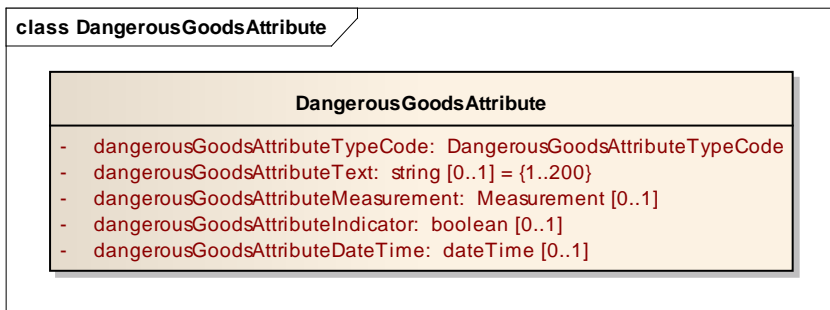 class DangerousGoodsAttribute
DangerousGoodsAttribute
- dangerousGoodsAttributeTypeCode: DangerousGoodsAttributeTypeCode
- dangerousGoodsAttributeText: string [0..1] = {1..200}
- dangerousGoodsAttributeMeasurement: Measurement [0..1]
- dangerousGoodsAttributeIndicator: boolean [0..1]
- dangerousGoodsAttributeDateTime: dateTime [0..1]